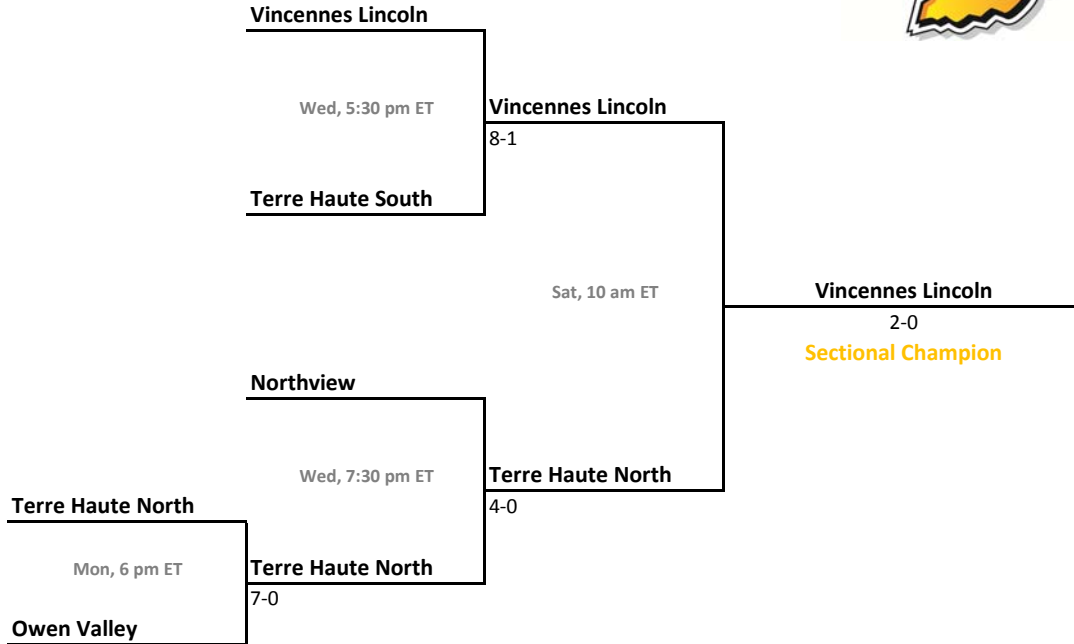 Vincennes Lincoln
Wed, 5:30 pm ET
Vincennes Lincoln
8-1
Terre Haute South
Sat, 10 am ET
Vincennes Lincoln
2-0
Sectional Champion
Northview
Wed, 7:30 pm ET
Terre Haute North
4-0
Terre Haute North
Mon, 6 pm ET
Terre Haute North
7-0
Owen Valley